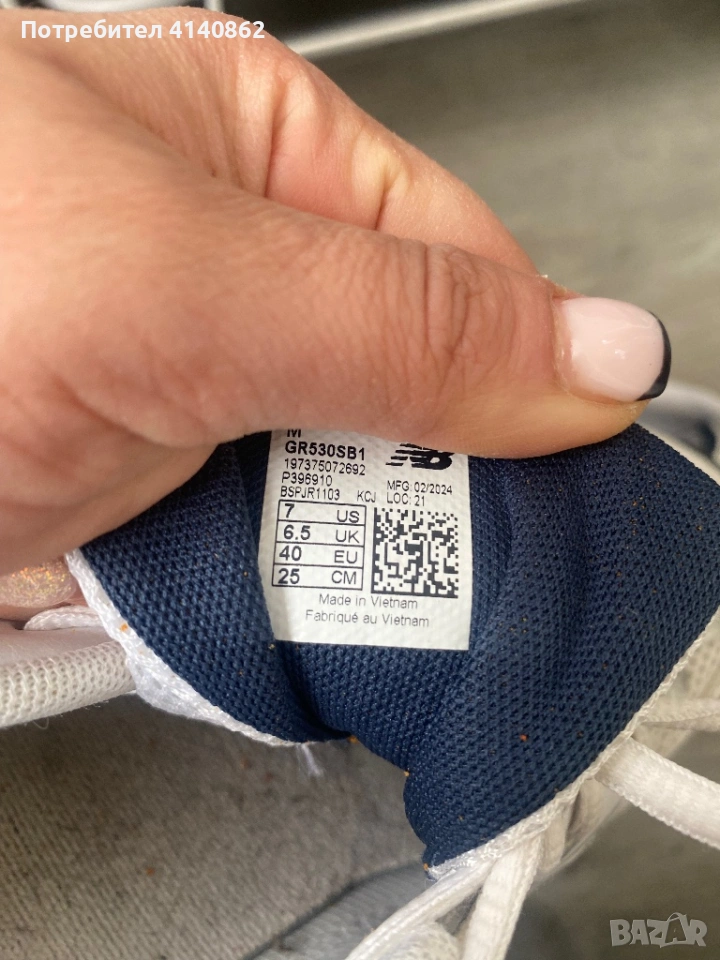 Потребител 4140862
M
GR530SB1
197375072692
P396910
MFG: 02/2024
BSPJR1103 KCJ LOC: 21
7 US
6.5 UK
40 EU
25 CM
Made in Vietnam
Fabriqué au Vietnam
BAZAR